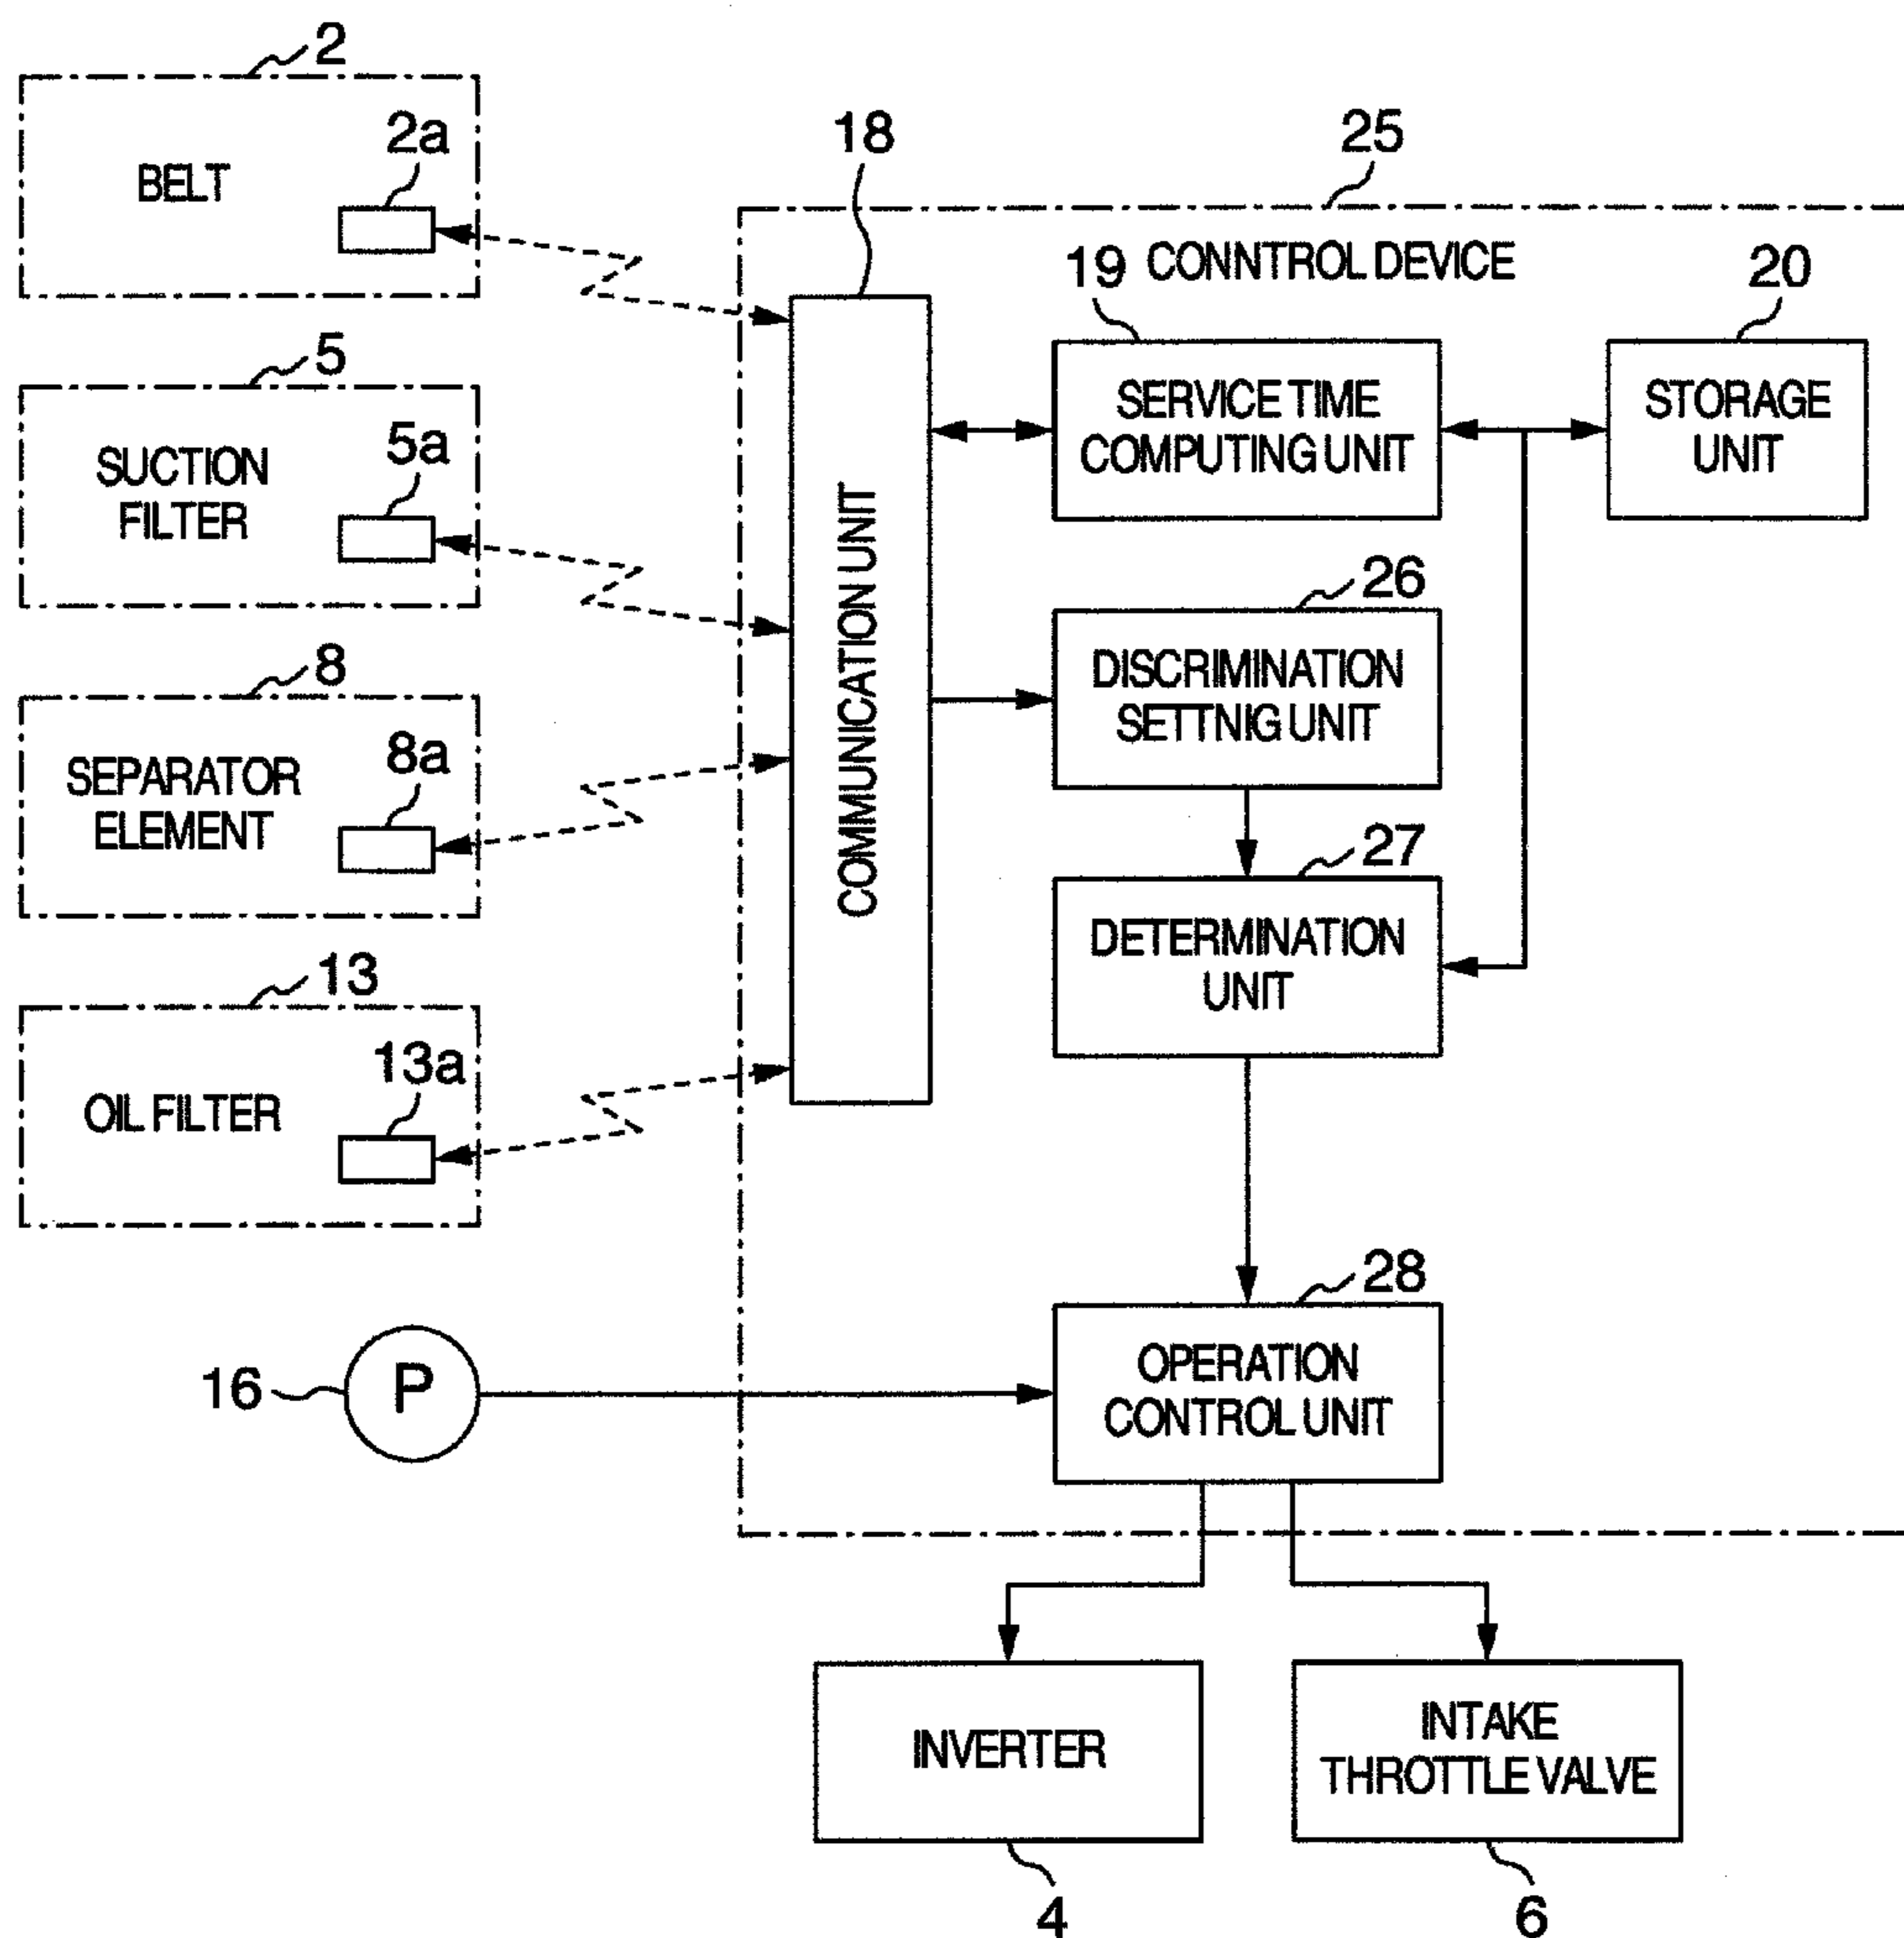 2
BELT
2a
5
SUCTION
FILTER
5a
8
SEPARATOR
ELEMENT
8a
13
OIL FILTER
13a
16
P
18
COMMUNICATION UNIT
25
CONNTROL DEVICE
19
SERVICE TIME
COMPUTING UNIT
20
STORAGE
UNIT
26
DISCRIMINATION
SETTNIG UNIT
27
DETERMINATION
UNIT
28
OPERATION
CONTROL UNIT
INVERTER
4
INTAKE
THROTTLE VALVE
6